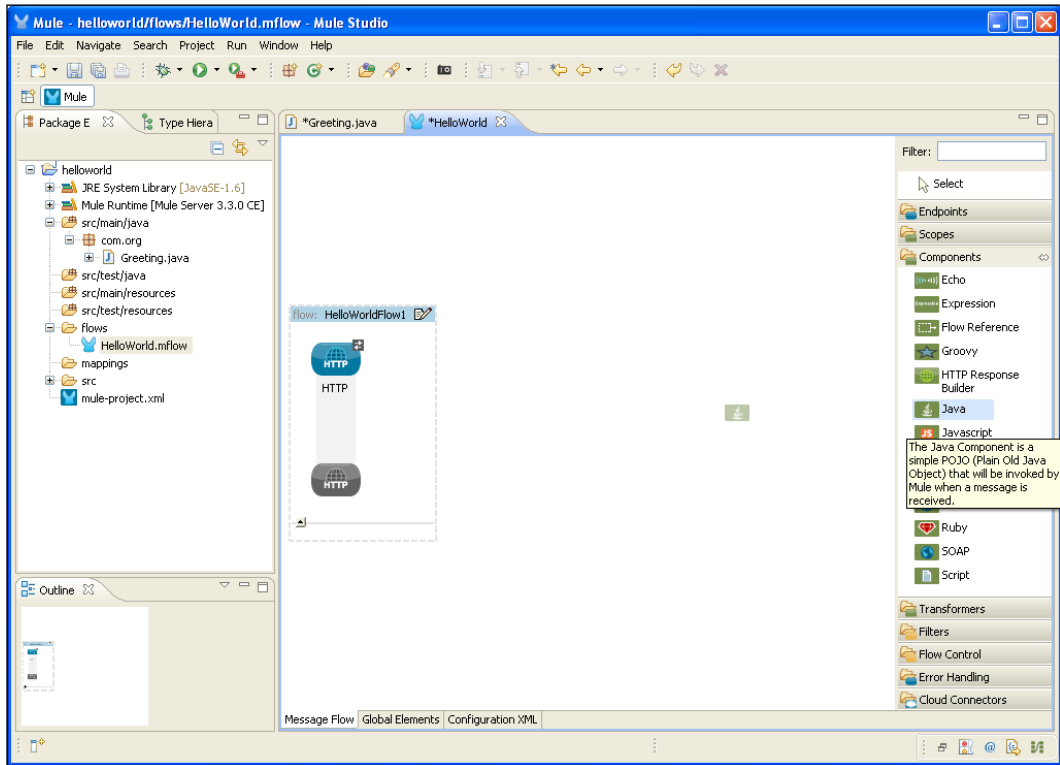 Mule - helloworld/flows/HelloWorld.mflow - Mule Studio
File Edit Navigate Search Project Run Window Help
Mule
Package E
Type Hiera
*Greeting.java
*HelloWorld
helloworld
JRE System Library [JavaSE-1.6]
Mule Runtime [Mule Server 3.3.0 CE]
src/main/java
com.org
Greeting.java
src/test/java
src/main/resources
src/test/resources
flows
HelloWorld.mflow
mappings
src
mule-project.xml
Outline
flow: HelloWorldFlow1
HTTP
HTTP
HTTP
Message Flow
Global Elements
Configuration XML
Filter:
Select
Endpoints
Scopes
Components
Echo
Expression
Flow Reference
Groovy
HTTP Response
Builder
Java
JS Javascript
The Java Component is a
simple POJO (Plain Old Java
Object) that will be invoked by
Mule when a message is
received.
Ruby
SOAP
Script
Transformers
Filters
Flow Control
Error Handling
Cloud Connectors